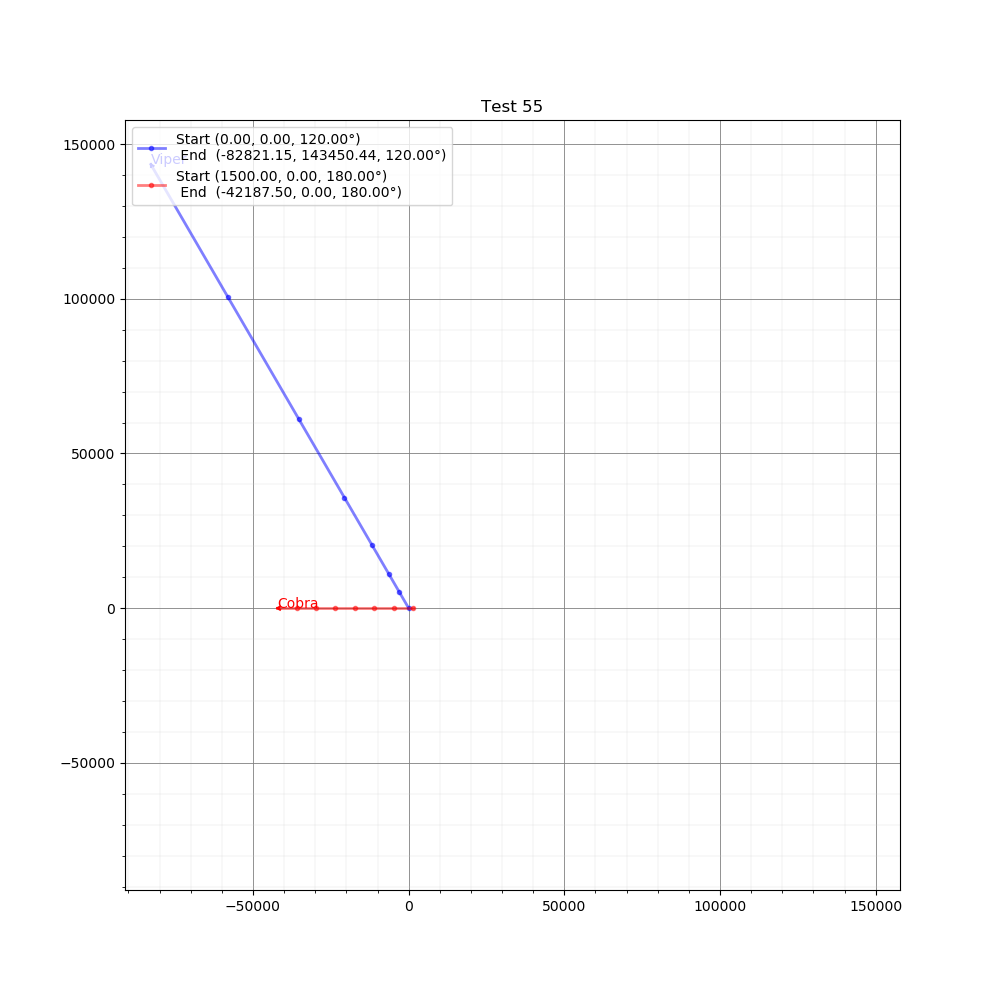 Test 55
Start (0.00, 0.00, 120.00°)
End (-82821.15, 143450.44, 120.00°)
Start (1500.00, 0.00, 180.00°)
End (-42187.50, 0.00, 180.00°)
Viper
Cobra
150000
100000
50000
0
−50000
−50000 0 50000 100000 150000